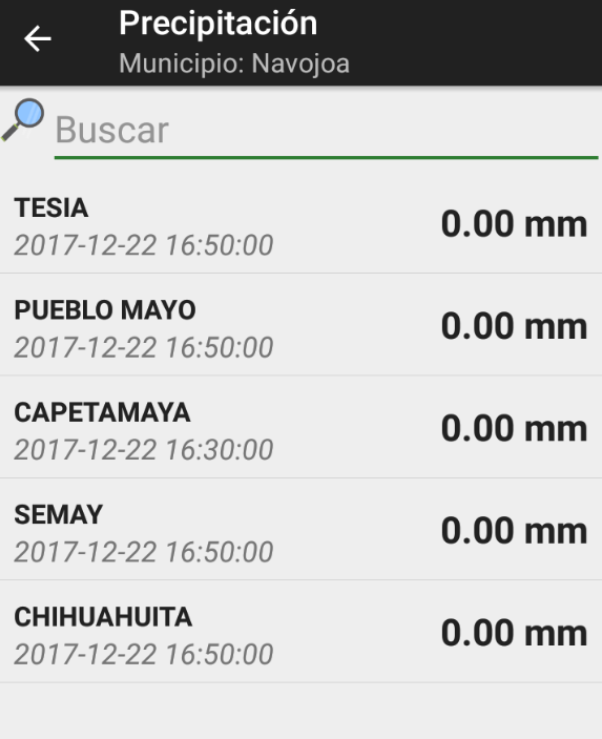 Precipitación
Municipio: Navojoa
Buscar
TESIA
2017-12-22 16:50:00
0.00 mm
PUEBLO MAYO
2017-12-22 16:50:00
0.00 mm
CAPETAMAYA
2017-12-22 16:30:00
0.00 mm
SEMAY
2017-12-22 16:50:00
0.00 mm
CHIHUAHUITA
2017-12-22 16:50:00
0.00 mm